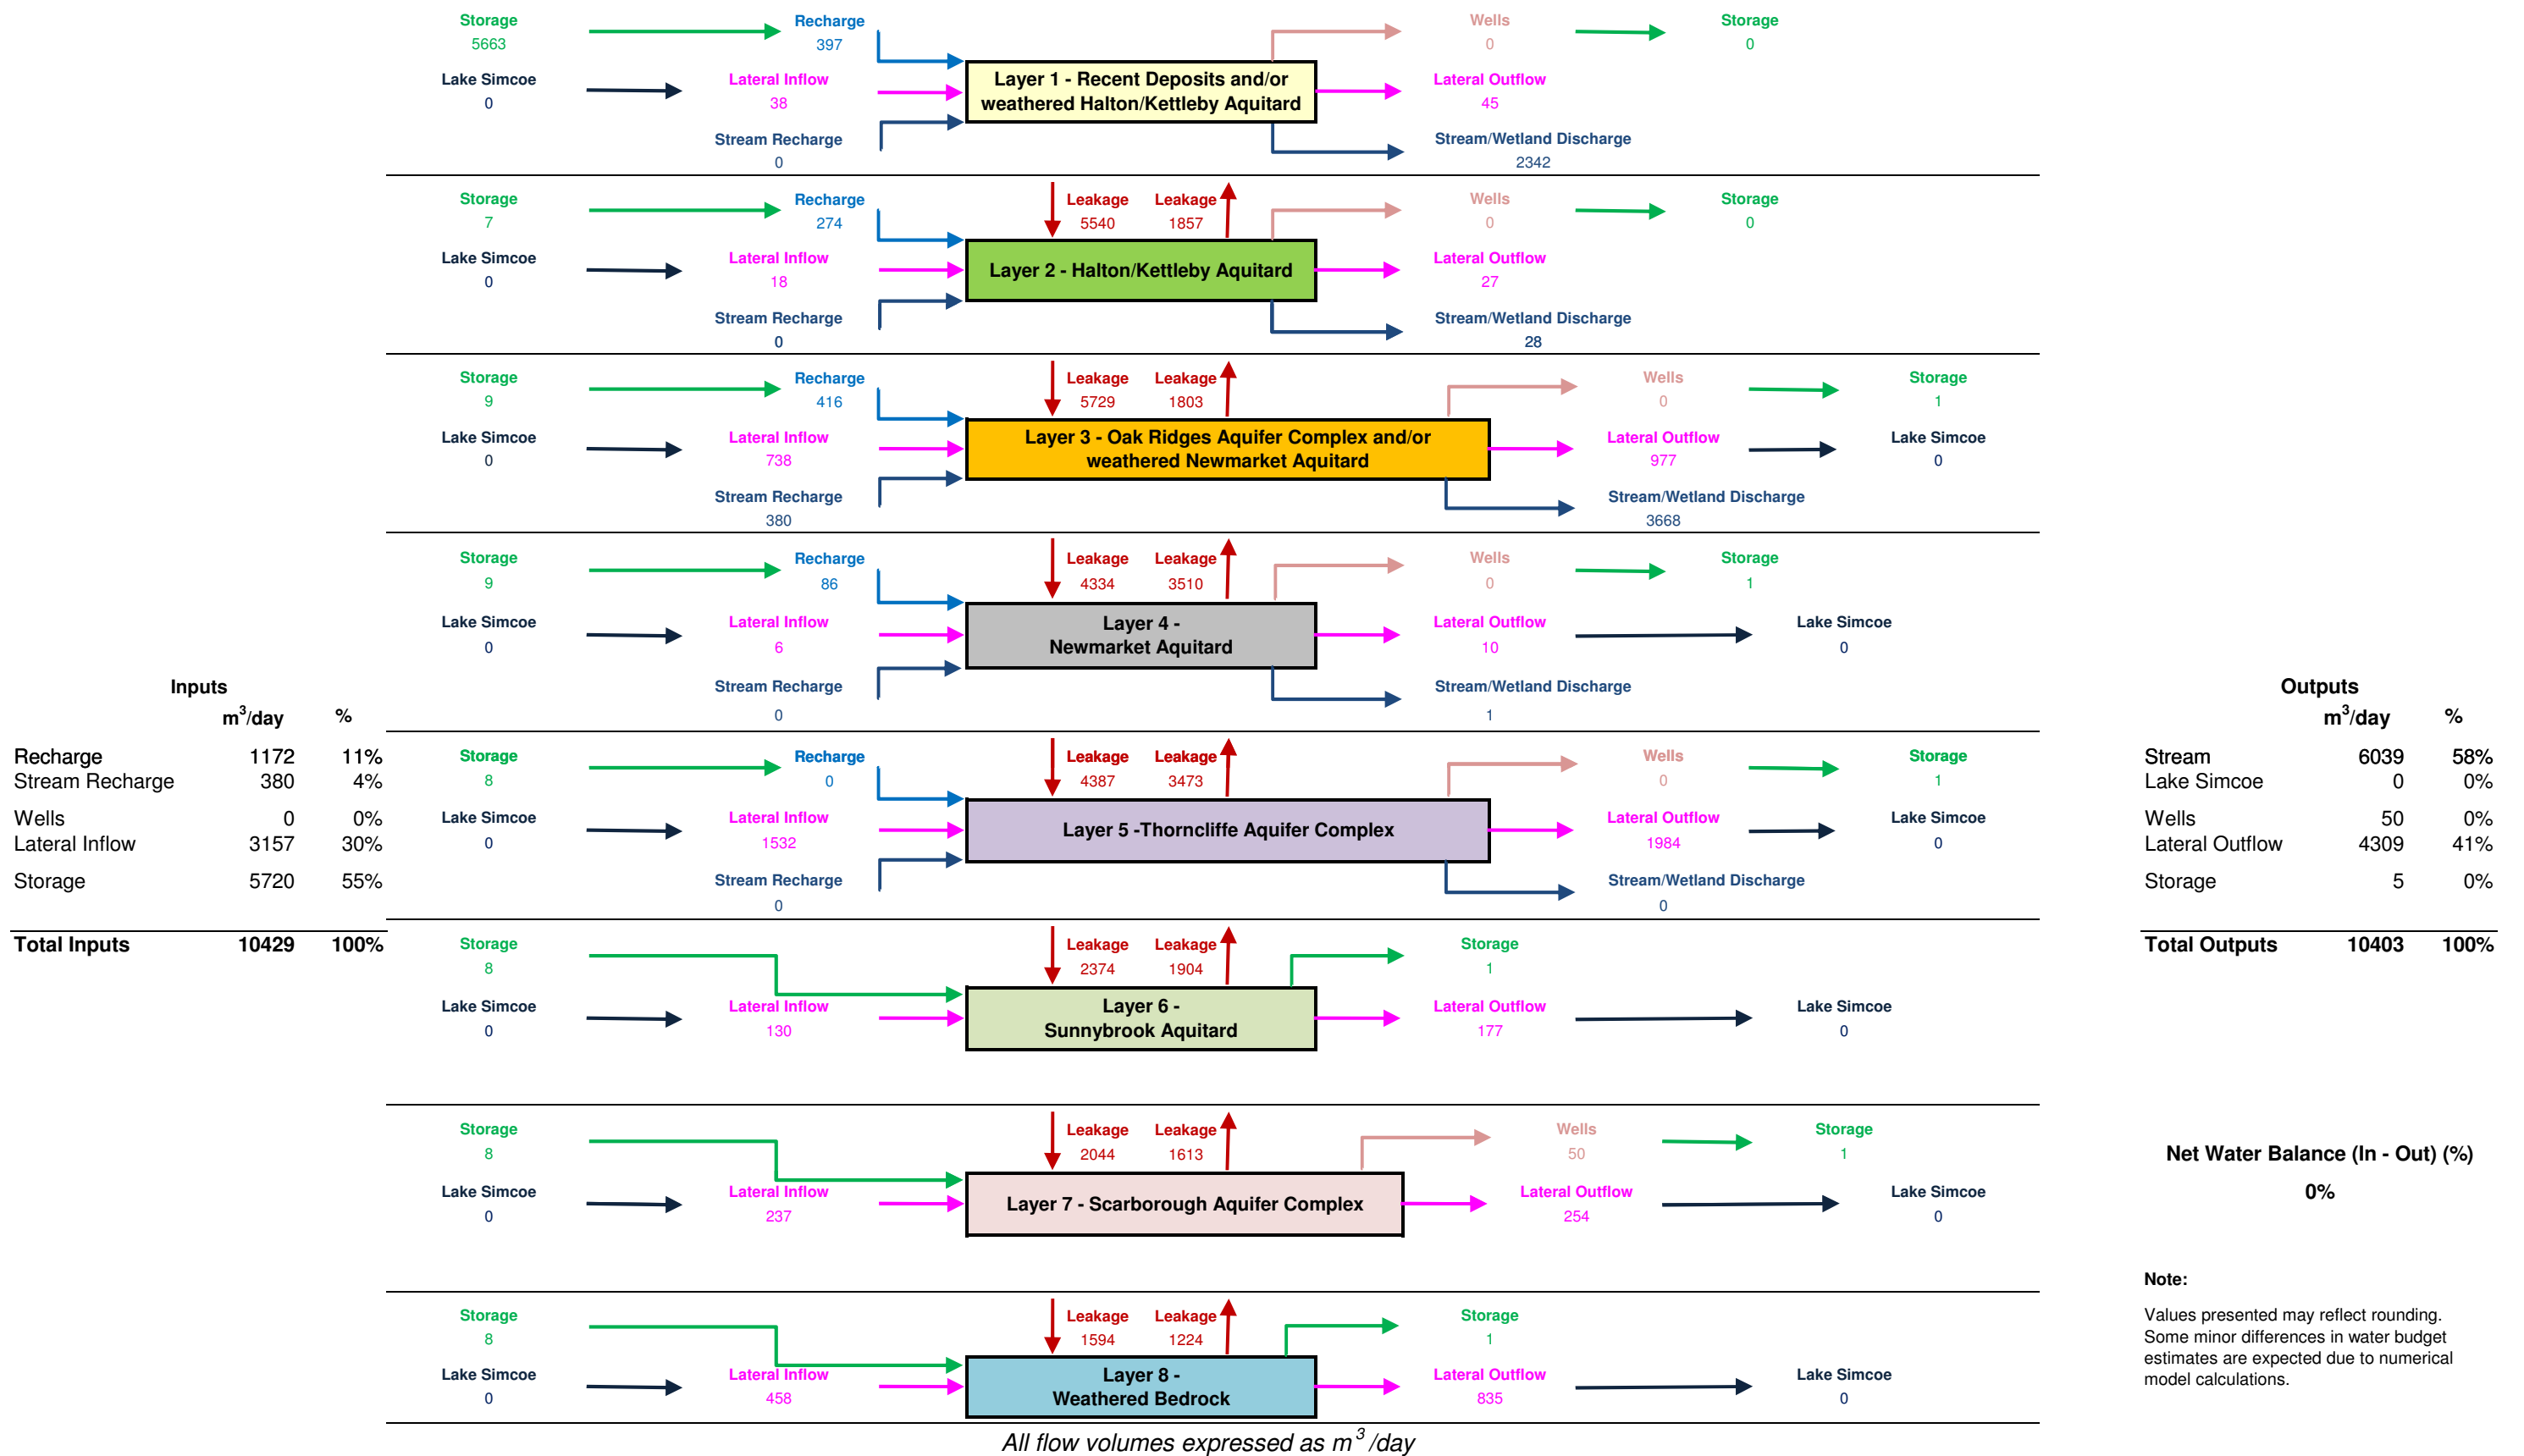 Storage Recharge Wells Storage
5663 397 0 0
Lake Simcoe Lateral Inflow Layer 1 - Recent Deposits and/or Lateral Outflow
0 38 weathered Halton/Kettleby Aquitard 45
Stream Recharge Stream/Wetland Discharge
0 2342
Storage Recharge Leakage Leakage Wells Storage
7 274 5540 1857 0 0
Lake Simcoe Lateral Inflow Layer 2 - Halton/Kettleby Aquitard Lateral Outflow
0 18 27
Stream Recharge Stream/Wetland Discharge
0 28
Storage Recharge Leakage Leakage Wells Storage
9 416 5729 1803 0 1
Lake Simcoe Lateral Inflow Layer 3 - Oak Ridges Aquifer Complex and/or Lateral Outflow Lake Simcoe
0 738 weathered Newmarket Aquitard 977 0
Stream Recharge Stream/Wetland Discharge
380 3668
Storage Recharge Leakage Leakage Wells Storage
9 86 4334 3510 0 1
Lake Simcoe Lateral Inflow Layer 4 - Lateral Outflow Lake Simcoe
0 6 Newmarket Aquitard 10 0
Stream Recharge Stream/Wetland Discharge
0 1
Storage Recharge Leakage Leakage Wells Storage
8 0 4387 3473 0 1
Lake Simcoe Lateral Inflow Layer 5 -Thorncliffe Aquifer Complex Lateral Outflow Lake Simcoe
0 1532 1984 0
Stream Recharge Stream/Wetland Discharge
0 0
Storage Leakage Leakage Storage
8 2374 1904 1
Lake Simcoe Lateral Inflow Layer 6 - Lateral Outflow Lake Simcoe
0 130 Sunnybrook Aquitard 177 0
Storage Leakage Leakage Wells Storage
8 2044 1613 50 1
Lake Simcoe Lateral Inflow Layer 7 - Scarborough Aquifer Complex Lateral Outflow Lake Simcoe
0 237 254 0
Storage Leakage Leakage Storage
8 1594 1224 1
Lake Simcoe Lateral Inflow Layer 8 - Lateral Outflow Lake Simcoe
0 458 Weathered Bedrock 835 0
All flow volumes expressed as m³ /day
Inputs
m³/day %
Recharge 1172 11%
Stream Recharge 380 4%
Wells 0 0%
Lateral Inflow 3157 30%
Storage 5720 55%
Total Inputs 10429 100%
Outputs
m³/day %
Stream 6039 58%
Lake Simcoe 0 0%
Wells 50 0%
Lateral Outflow 4309 41%
Storage 5 0%
Total Outputs 10403 100%
Net Water Balance (In - Out) (%)
0%
Note:
Values presented may reflect rounding.
Some minor differences in water budget
estimates are expected due to numerical
model calculations.